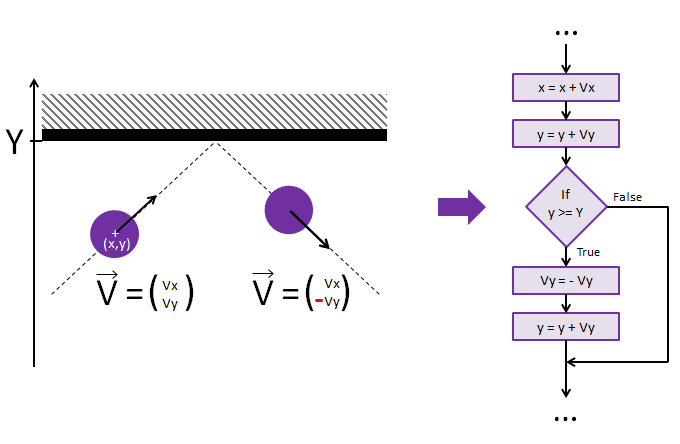 Y
+
(x,y)
V = ( Vx
Vy )
V = ( Vx
-Vy )
...
x = x + Vx
y = y + Vy
If
y >= Y
False
True
Vy = - Vy
y = y + Vy
...